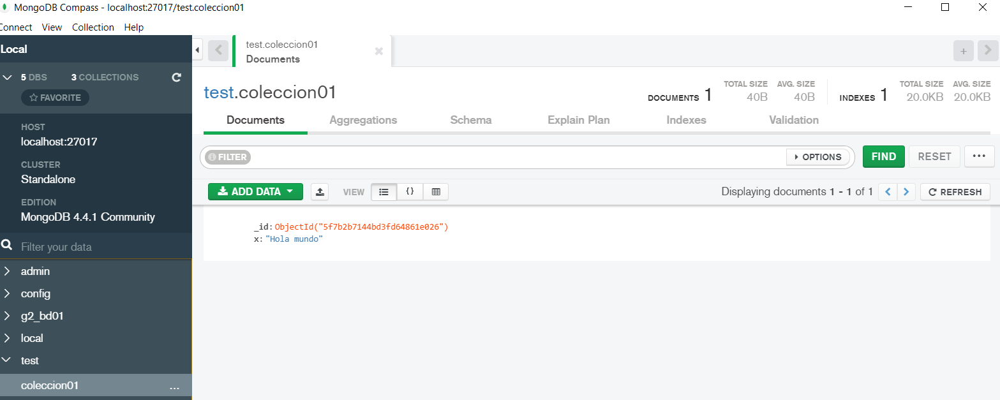 MongoDB Compass - localhost:27017/test.coleccion01
Connect View Collection Help
Local
5 DBS 3 COLLECTIONS
FAVORITE
HOST
localhost:27017
CLUSTER
Standalone
EDITION
MongoDB 4.4.1 Community
Filter your data
admin
config
g2_bd01
local
test
coleccion01 ...
test.coleccion01
Documents
test.coleccion01
DOCUMENTS 1 TOTAL SIZE 40B AVG. SIZE 40B
INDEXES 1 TOTAL SIZE 20.0KB AVG. SIZE 20.0KB
Documents Aggregations Schema Explain Plan Indexes Validation
FILTER OPTIONS FIND RESET ...
ADD DATA VIEW {} Displaying documents 1 - 1 of 1 REFRESH
_id: ObjectId("5f7b2b7144bd3fd64861e026")
x: "Hola mundo"